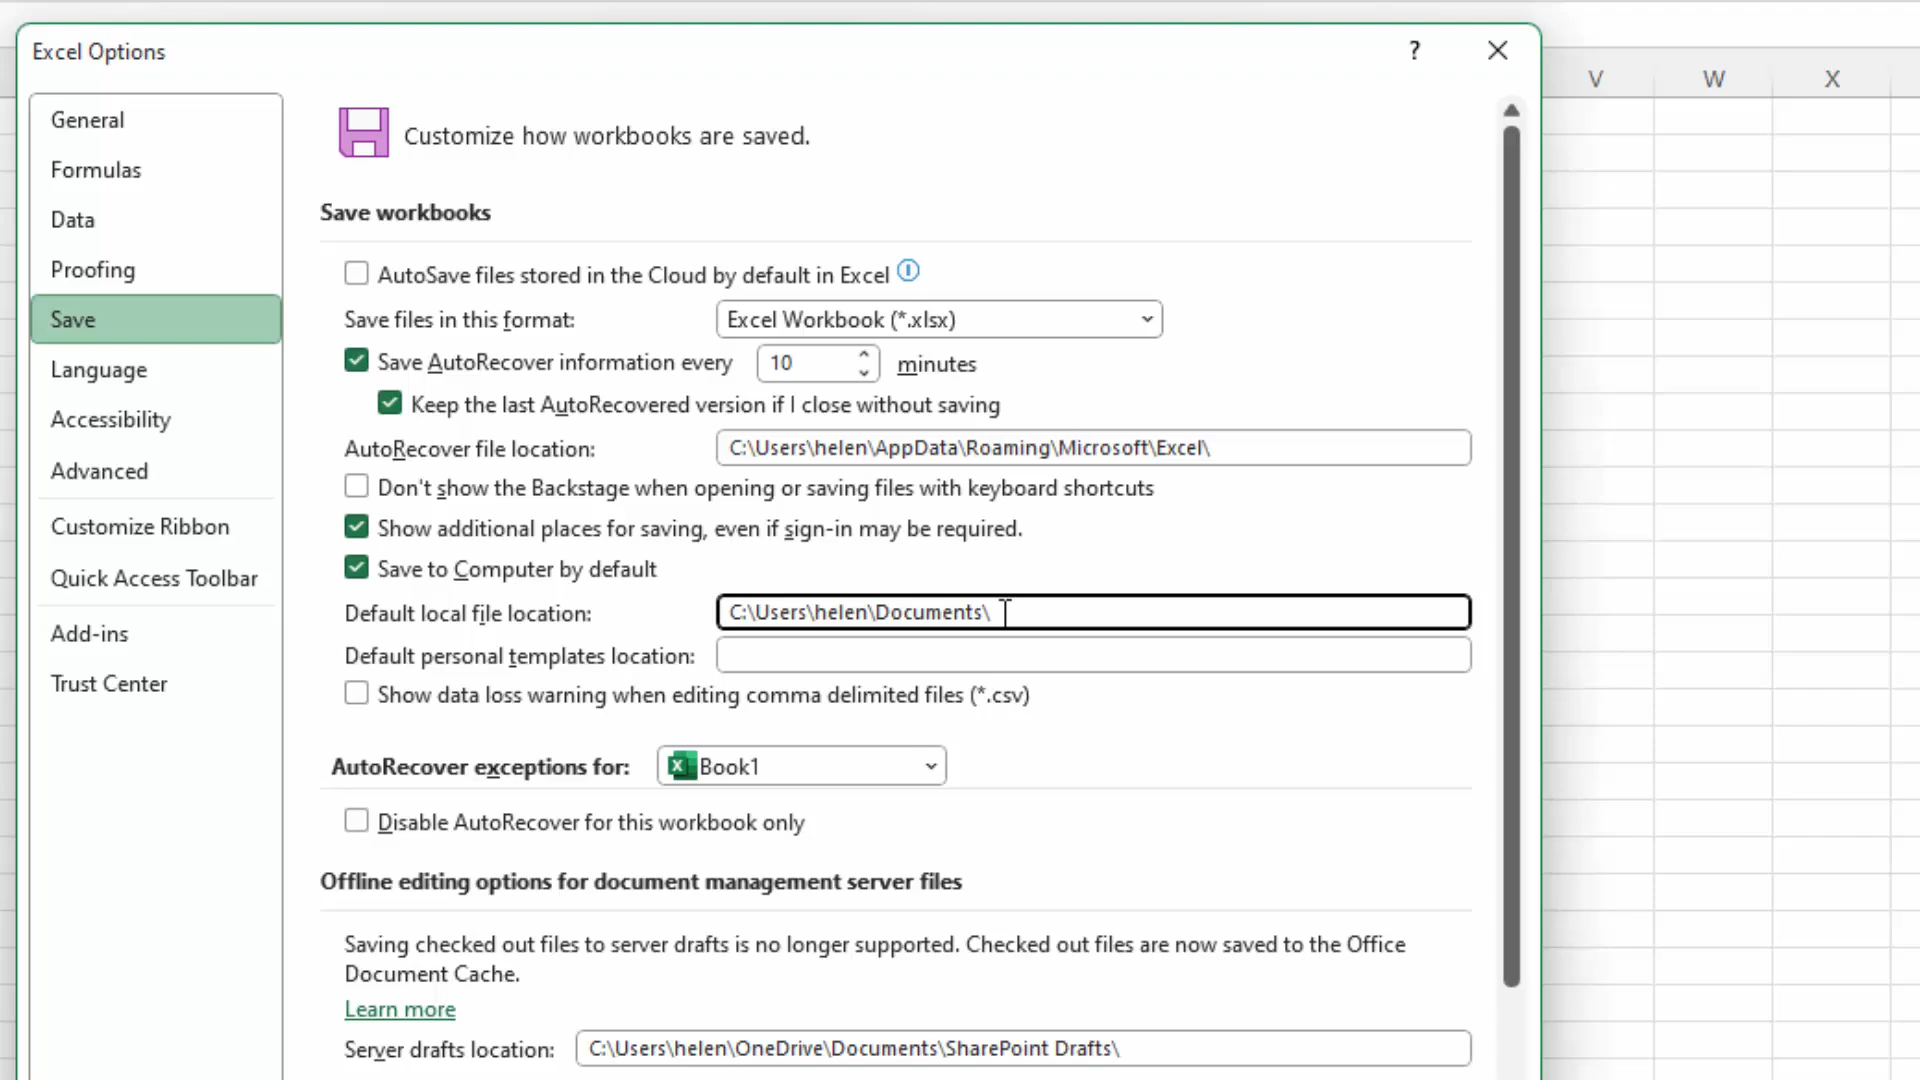 Excel Options
?
V W X
General
Formulas
Data
Proofing
Save
Language
Accessibility
Advanced
Customize Ribbon
Quick Access Toolbar
Add-ins
Trust Center
Customize how workbooks are saved.
Save workbooks
AutoSave files stored in the Cloud by default in Excel
Save files in this format: Excel Workbook (*.xlsx)
Save AutoRecover information every 10 minutes
Keep the last AutoRecovered version if I close without saving
AutoRecover file location: C:\Users\helen\AppData\Roaming\Microsoft\Excel\
Don't show the Backstage when opening or saving files with keyboard shortcuts
Show additional places for saving, even if sign-in may be required.
Save to Computer by default
Default local file location: C:\Users\helen\Documents\
Default personal templates location:
Show data loss warning when editing comma delimited files (*.csv)
AutoRecover exceptions for: Book1
Disable AutoRecover for this workbook only
Offline editing options for document management server files
Saving checked out files to server drafts is no longer supported. Checked out files are now saved to the Office
Document Cache.
Learn more
Server drafts location: C:\Users\helen\OneDrive\Documents\SharePoint Drafts\